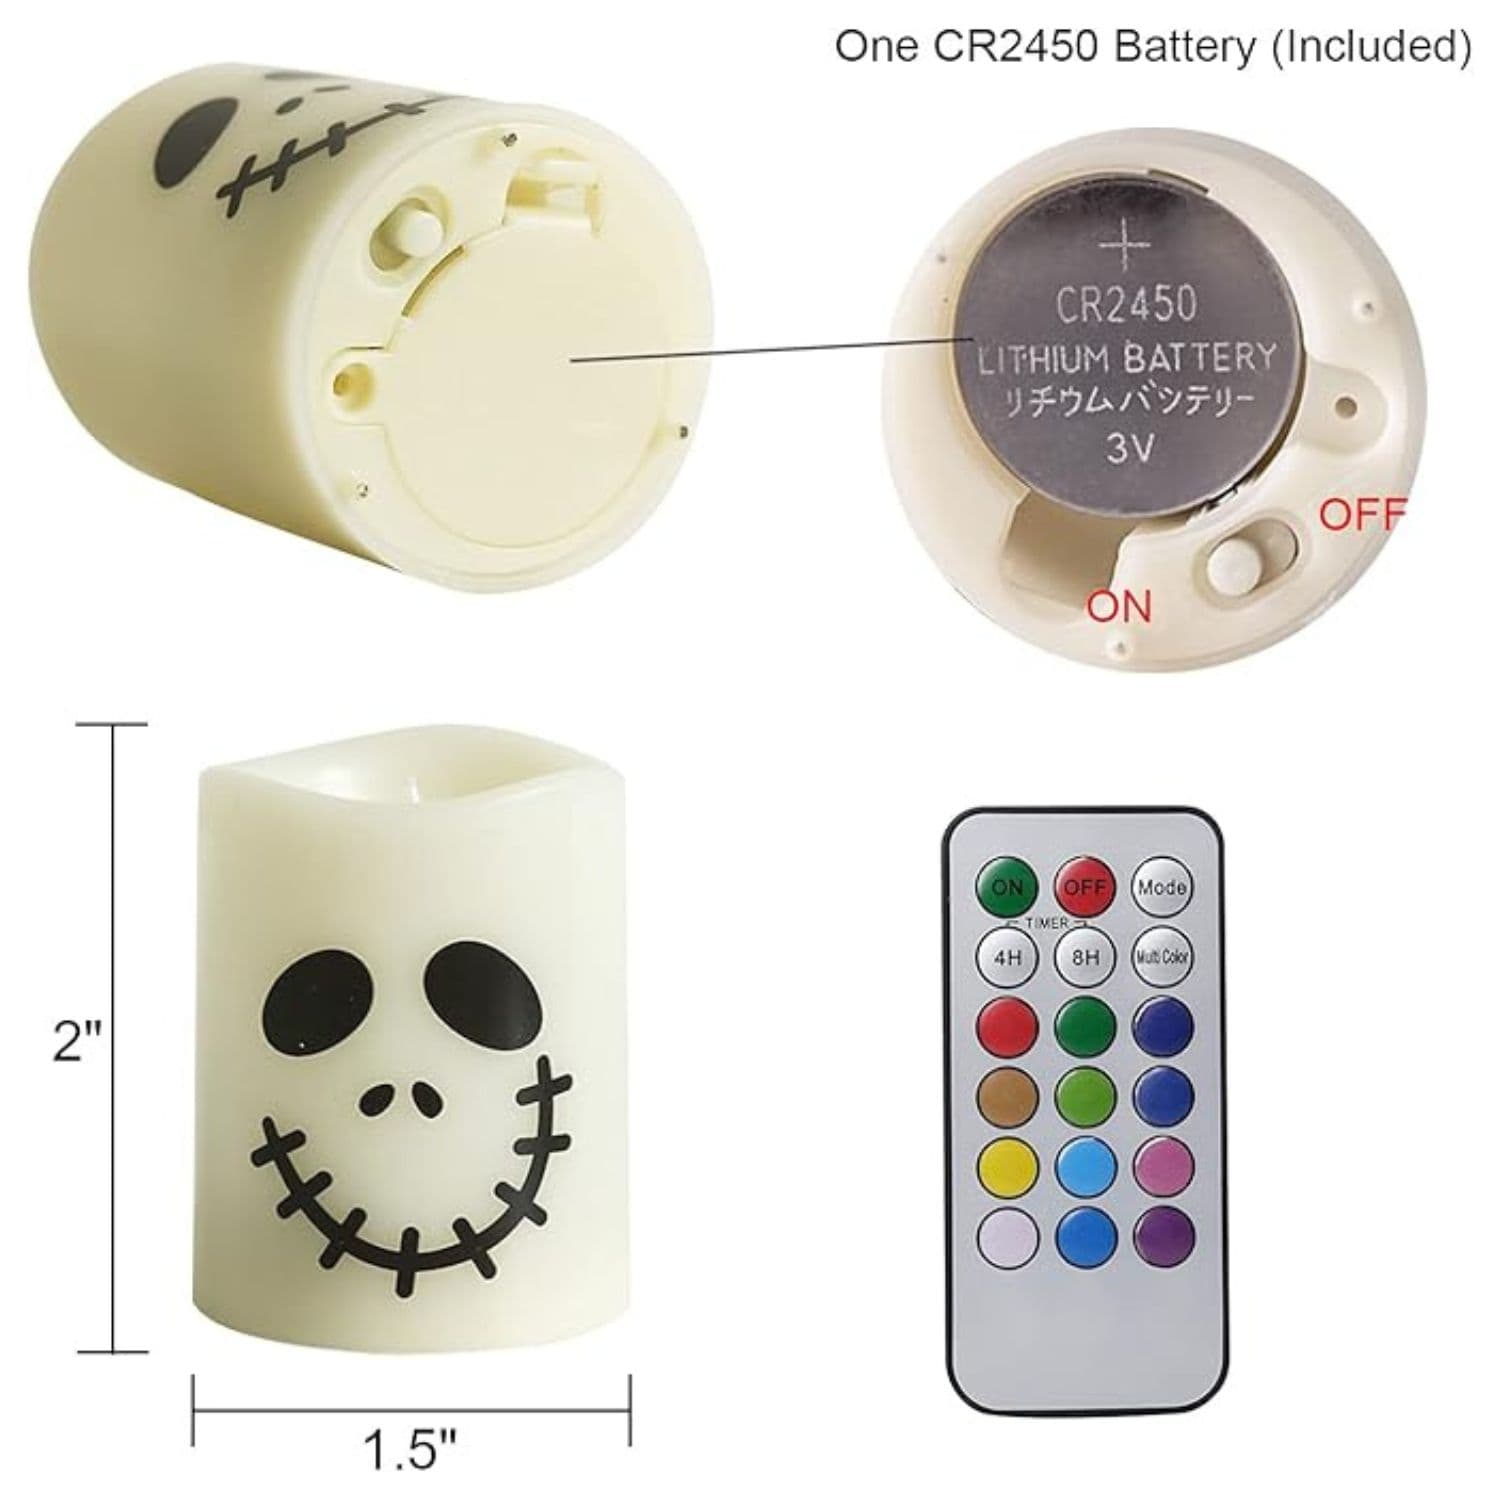 One CR2450 Battery (Included)
+
CR2450
LITHIUM BATTERY
リチウムバッテリー
3V
OFF
ON
2"
1.5"
ON OFF Mode
TIMER
4H 8H Multi Color